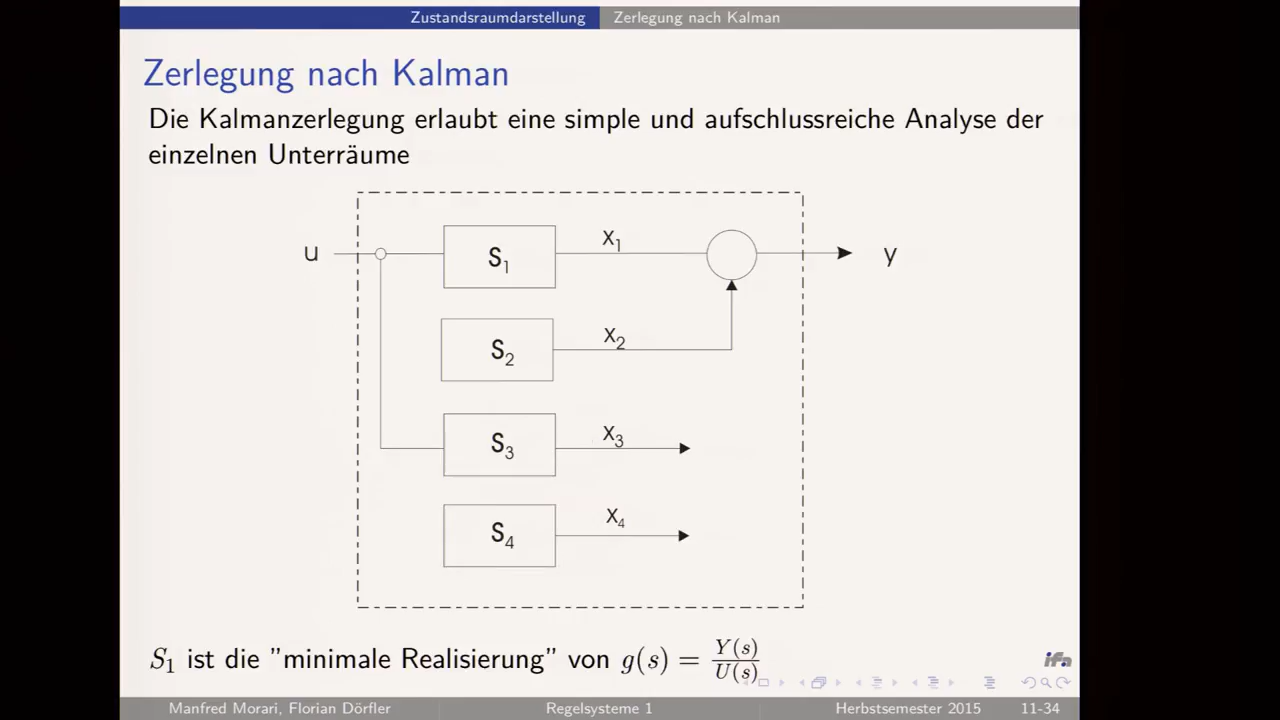 Zustandsraumdarstellung Zerlegung nach Kalman
Zerlegung nach Kalman
Die Kalmanzerlegung erlaubt eine simple und aufschlussreiche Analyse der
einzelnen Unterräume
u S₁ x₁ y
S₂ x₂
S₃ x₃
S₄ x₄
S₁ ist die "minimale Realisierung" von g(s) = Y(s)/U(s)
ifa
Manfred Morari, Florian Dörfler Regelsysteme 1 Herbstsemester 2015 11-34